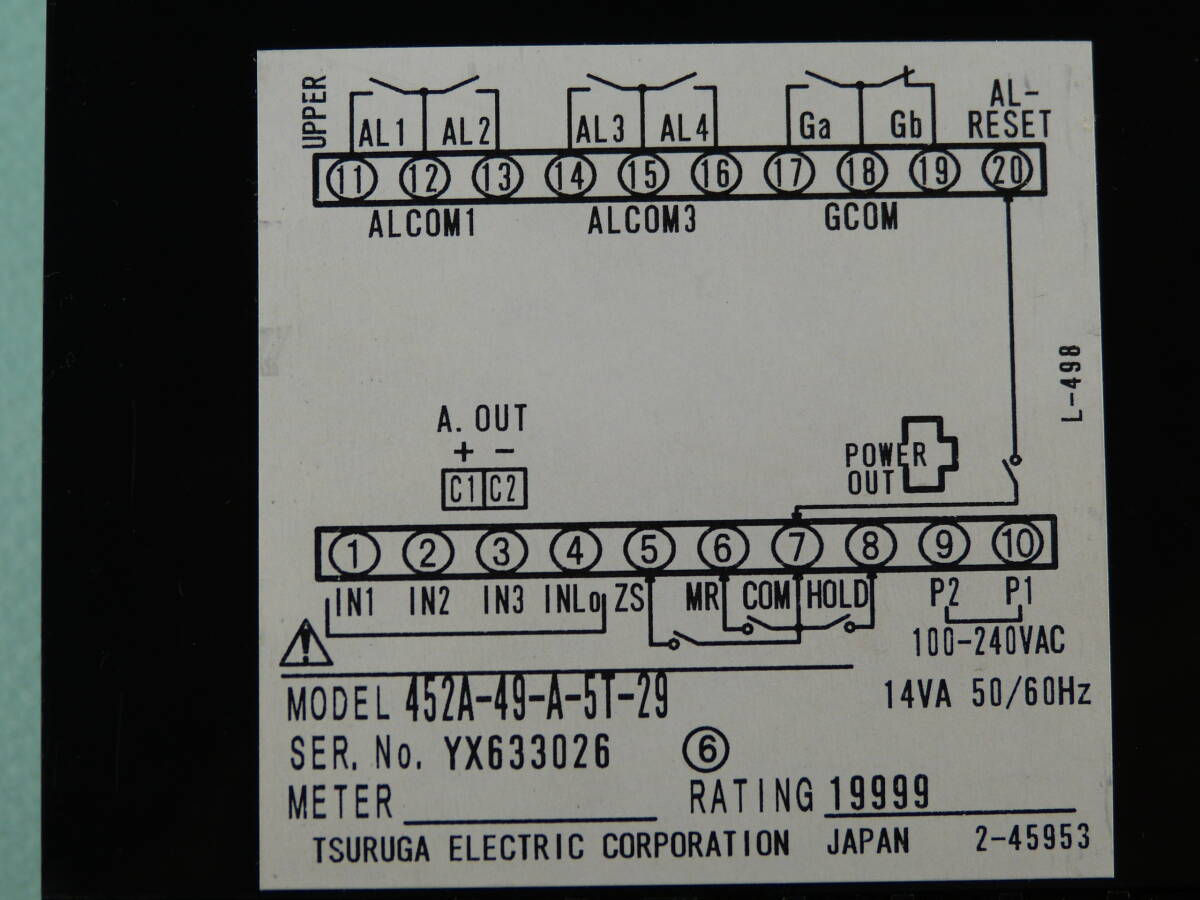 UPPER
AL1 AL2 AL3 AL4 Ga Gb AL-
RESET
11 12 13 14 15 16 17 18 19 20
ALCOM1 ALCOM3 GCOM
L-498
A. OUT
+ -
C1 C2
POWER
OUT
1 2 3 4 5 6 7 8 9 10
IN1 IN2 IN3 INLo ZS MR COM HOLD P2 P1
100-240VAC
MODEL 452A-49-A-5T-29 14VA 50/60Hz
SER. No. YX633026 6
METER RATING 19999
TSURUGA ELECTRIC CORPORATION JAPAN 2-45953